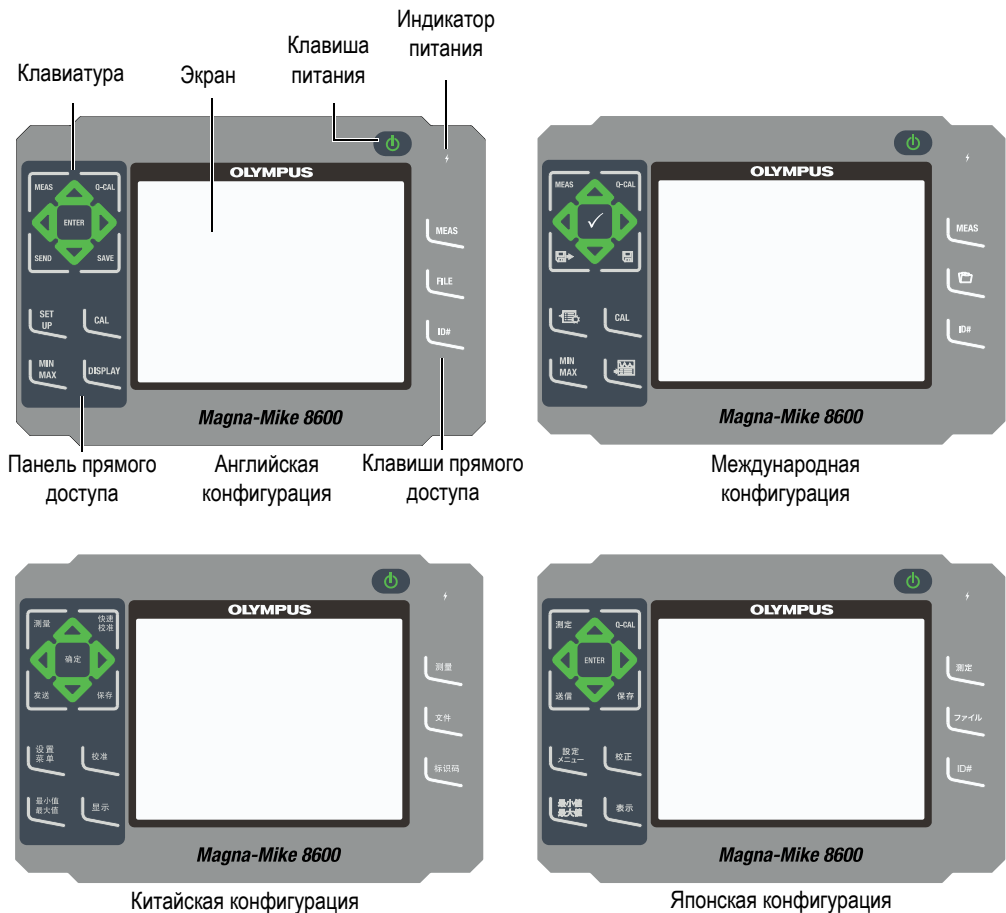 Индикатор
питания
Клавиша
питания
Клавиатура
Экран
OLYMPUS
MEAS
Q-CAL
ENTER
SEND
SAVE
SET
UP
CAL
MIN
MAX
DISPLAY
MEAS
FILE
ID#
Magna-Mike 8600
Панель прямого
доступа
Английская
конфигурация
Клавиши прямого
доступа
OLYMPUS
MEAS
Q-CAL
CAL
MIN
MAX
MEAS
ID#
Magna-Mike 8600
Международная
конфигурация
OLYMPUS
测量
快速
校准
确定
发送
保存
设置
菜单
校准
最小值
最大值
显示
测量
文件
标识码
Magna-Mike 8600
Китайская конфигурация
OLYMPUS
測定
Q-CAL
ENTER
送信
保存
設定
メニュー
校正
最小値
最大値
表示
測定
ファイル
ID#
Magna-Mike 8600
Японская конфигурация